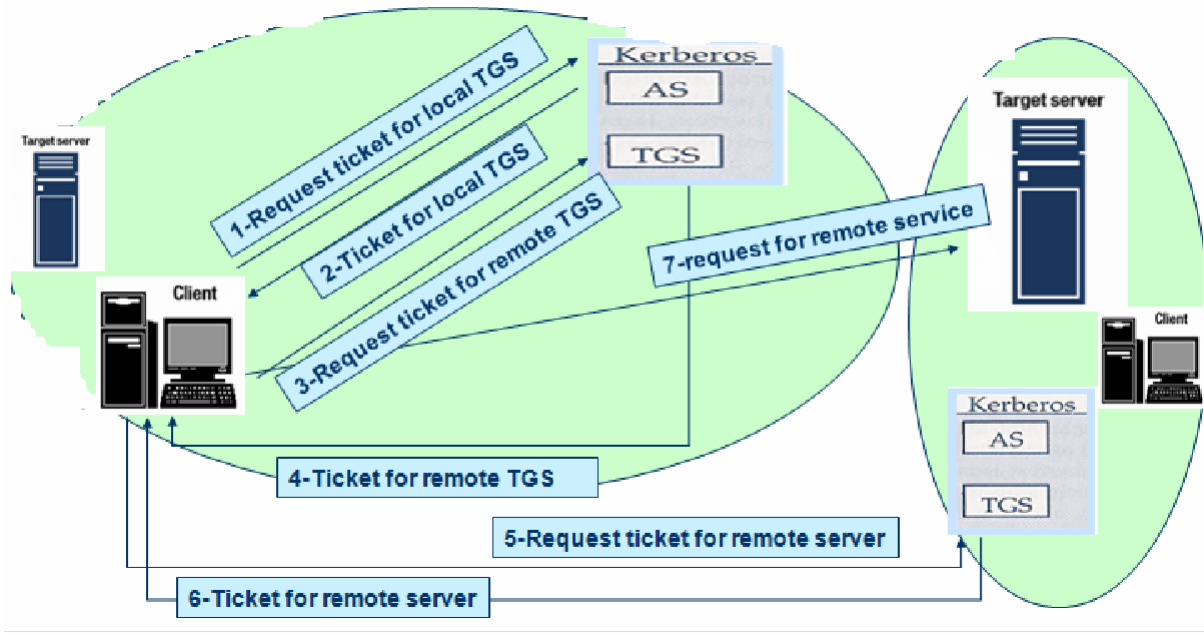 Kerberos
AS
TGS
Target server
Target server
1-Request ticket for local TGS
2-Ticket for local TGS
3-Request ticket for remote TGS
7-request for remote service
Client
Client
Kerberos
AS
TGS
4-Ticket for remote TGS
5-Request ticket for remote server
6-Ticket for remote server